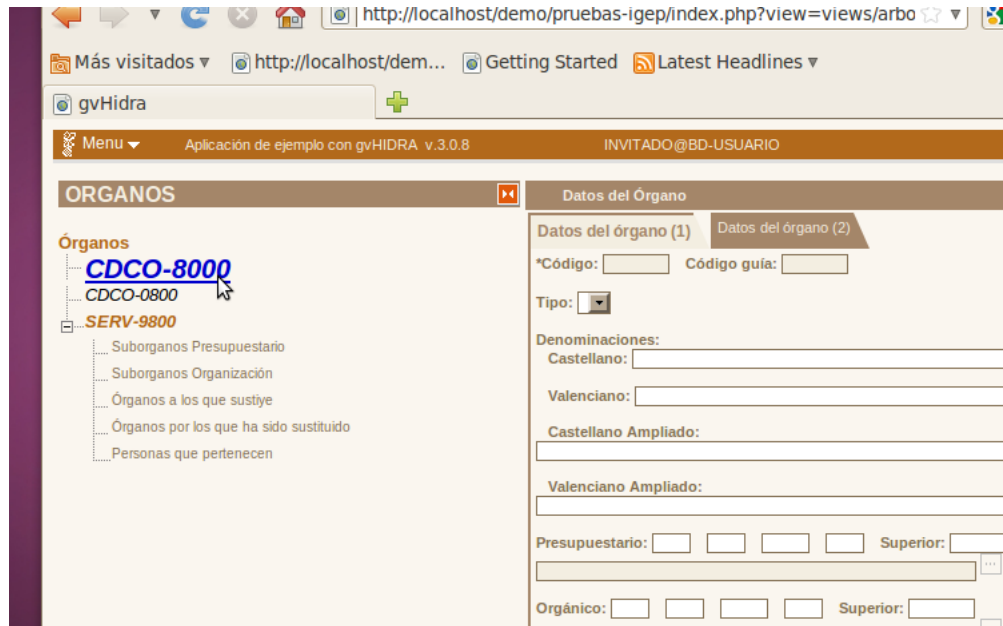 http://localhost/demo/pruebas-igep/index.php?view=views/arbo
Más visitados http://localhost/dem... Getting Started Latest Headlines
gvHidra
Menu Aplicación de ejemplo con gvHIDRA v.3.0.8 INVITADO@BD-USUARIO
ORGANOS
Órganos
CDCO-8000
CDCO-0800
SERV-9800
Suborganos Presupuestario
Suborganos Organización
Órganos a los que sustiye
Órganos por los que ha sido sustituido
Personas que pertenecen
Datos del Órgano
Datos del órgano (1) Datos del órgano (2)
*Código: Código guía:
Tipo:
Denominaciones:
Castellano:
Valenciano:
Castellano Ampliado:
Valenciano Ampliado:
Presupuestario: Superior:
...
Orgánico: Superior: